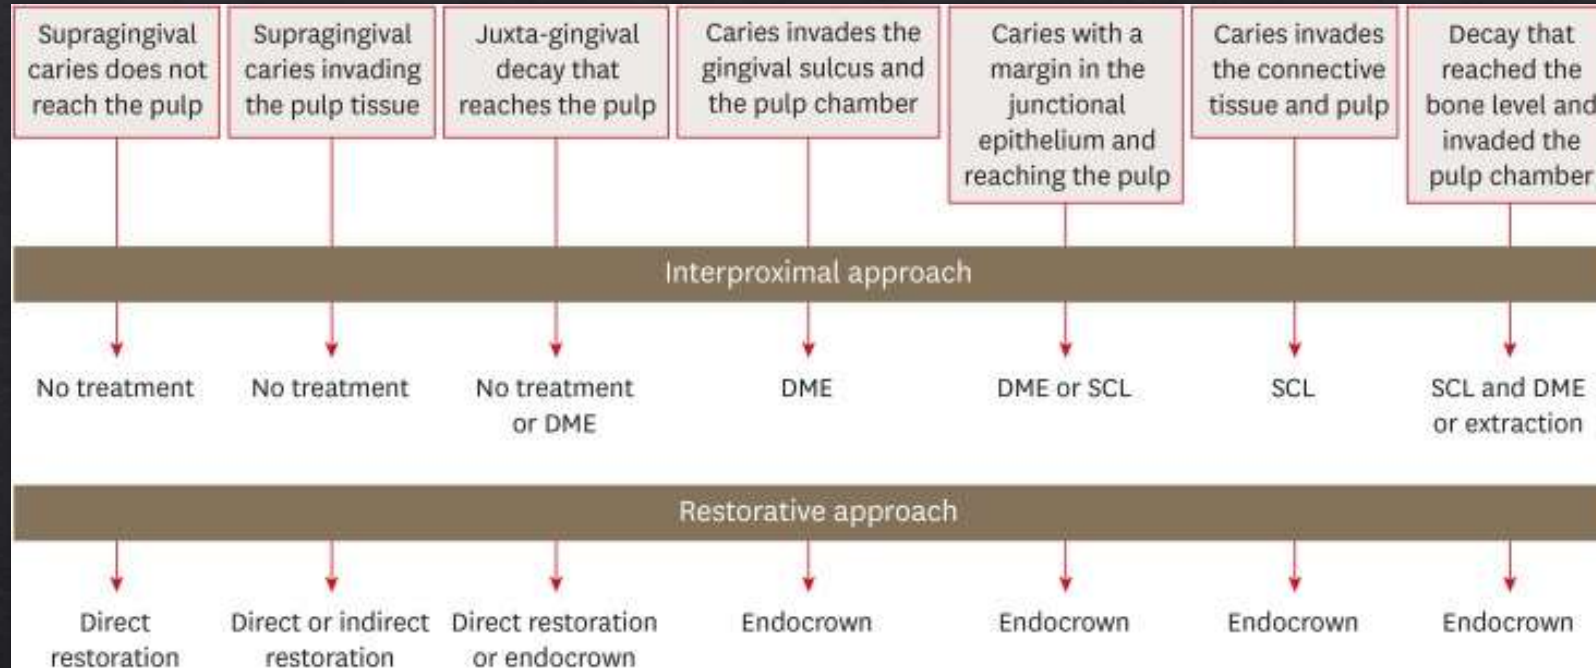 Supragingival
caries does not
reach the pulp
Supragingival
caries invading
the pulp tissue
Juxta-gingival
decay that
reaches the pulp
Caries invades the
gingival sulcus and
the pulp chamber
Caries with a
margin in the
junctional
epithelium and
reaching the pulp
Caries invades
the connective
tissue and pulp
Decay that
reached the
bone level and
invaded the
pulp chamber
Interproximal approach
No treatment
No treatment
No treatment
or DME
DME
DME or SCL
SCL
SCL and DME
or extraction
Restorative approach
Direct
restoration
Direct or indirect
restoration
Direct restoration
or endocrown
Endocrown
Endocrown
Endocrown
Endocrown